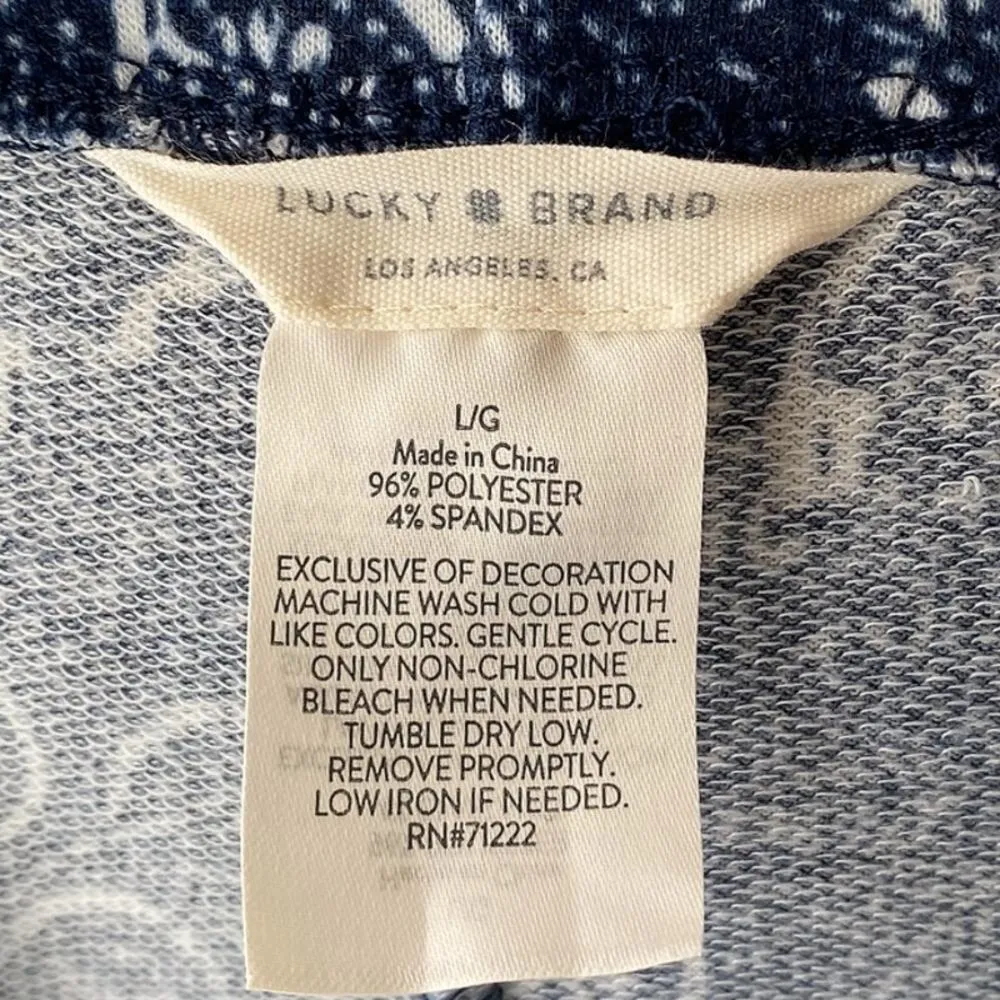 LUCKY BRAND
LOS ANGELES, CA
L/G
Made in China
96% POLYESTER
4% SPANDEX
EXCLUSIVE OF DECORATION
MACHINE WASH COLD WITH
LIKE COLORS. GENTLE CYCLE.
ONLY NON-CHLORINE
BLEACH WHEN NEEDED.
TUMBLE DRY LOW.
REMOVE PROMPTLY.
LOW IRON IF NEEDED.
RN#71222